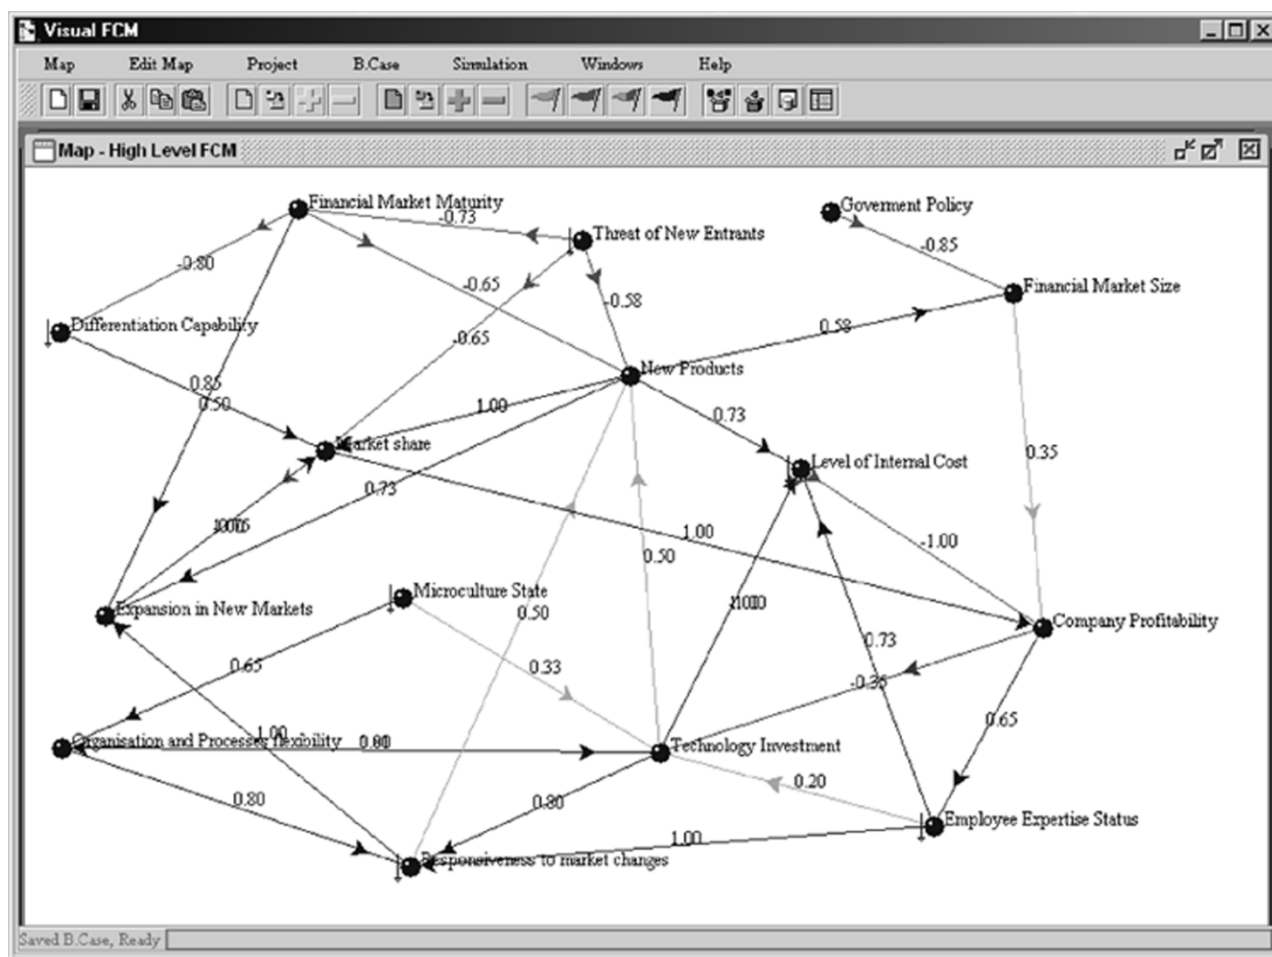 Visual FCM
Map Edit Map Project B.Case Simulation Windows Help
Map - High Level FCM
Financial Market Maturity
Goverment Policy
-0.73
Threat of New Entrants
-0.85
-0.80
-0.65
Financial Market Size
-0.58
Differentiation Capability
0.58
-0.65
New Products
0.85
0.50
1.00
0.73
Market share
0.35
Level of Internal Cost
0.73
1.00
-1.00
0.50
Microculture State
Expansion in New Markets
0.50
Company Profitability
0.73
0.65
0.33
-0.35
0.65
1.00
Organisation and Processes flexibility
Technology Investment
0.20
0.80
0.80
Employee Expertise Status
1.00
Responsiveness to market changes
Saved B.Case, Ready